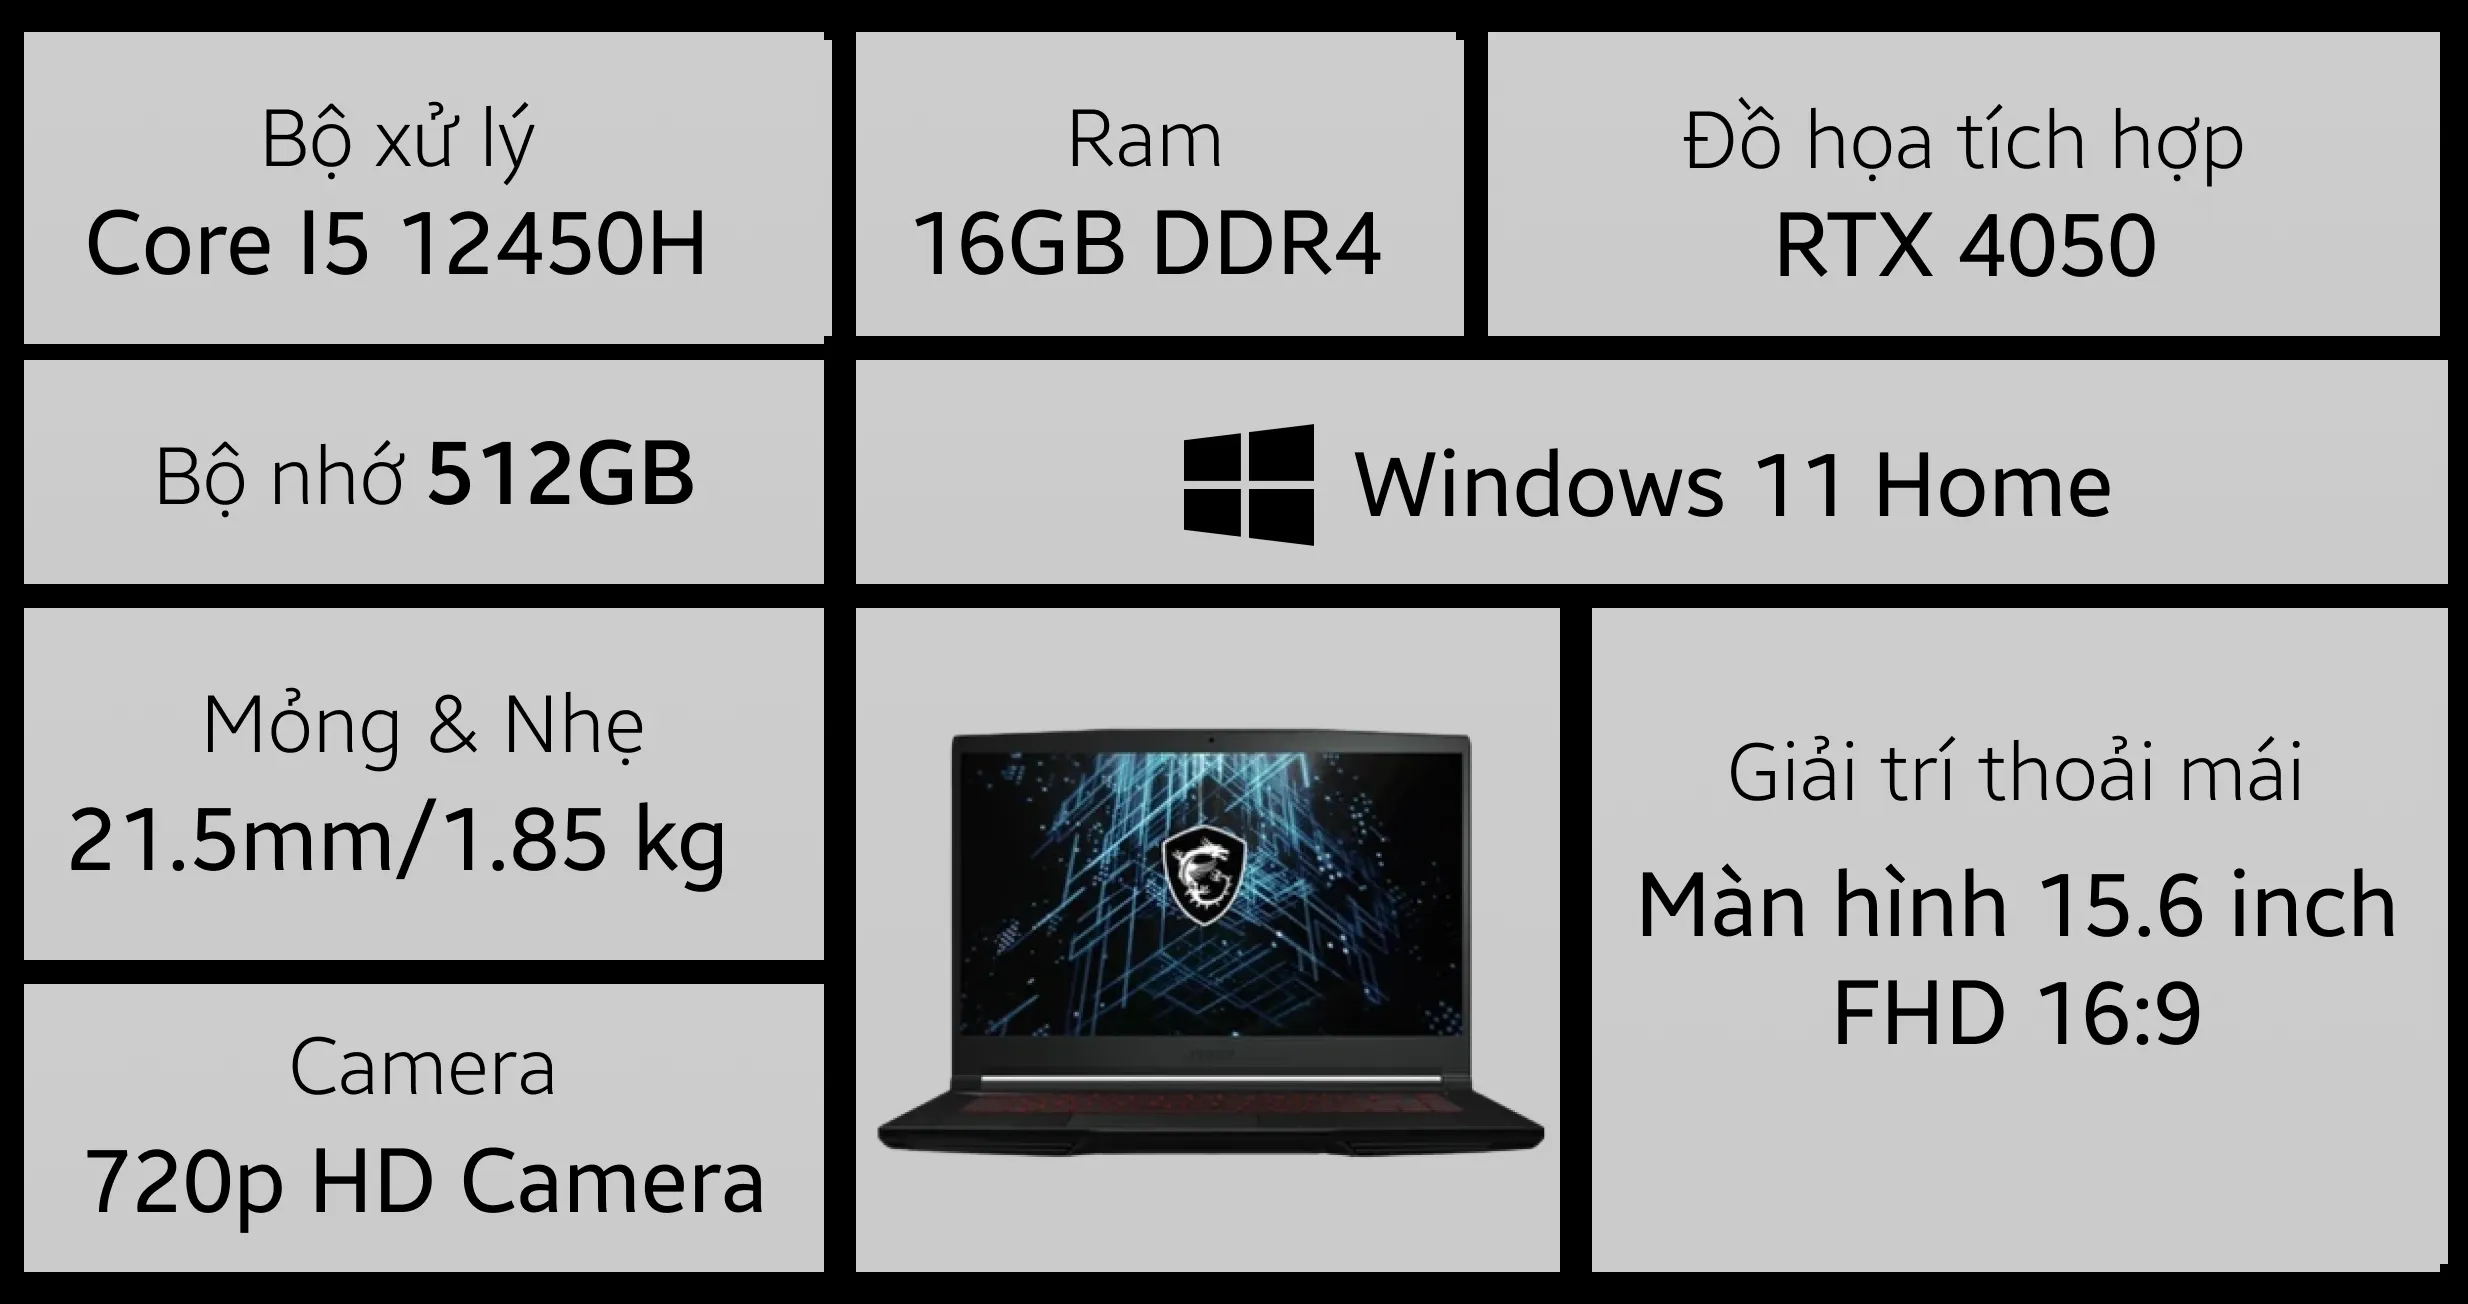 Bộ xử lý
Core I5 12450H
Ram
16GB DDR4
Đồ họa tích hợp
RTX 4050
Bộ nhớ 512GB
Windows 11 Home
Mỏng & Nhẹ
21.5mm/1.85 kg
Giải trí thoải mái
Màn hình 15.6 inch
FHD 16:9
Camera
720p HD Camera